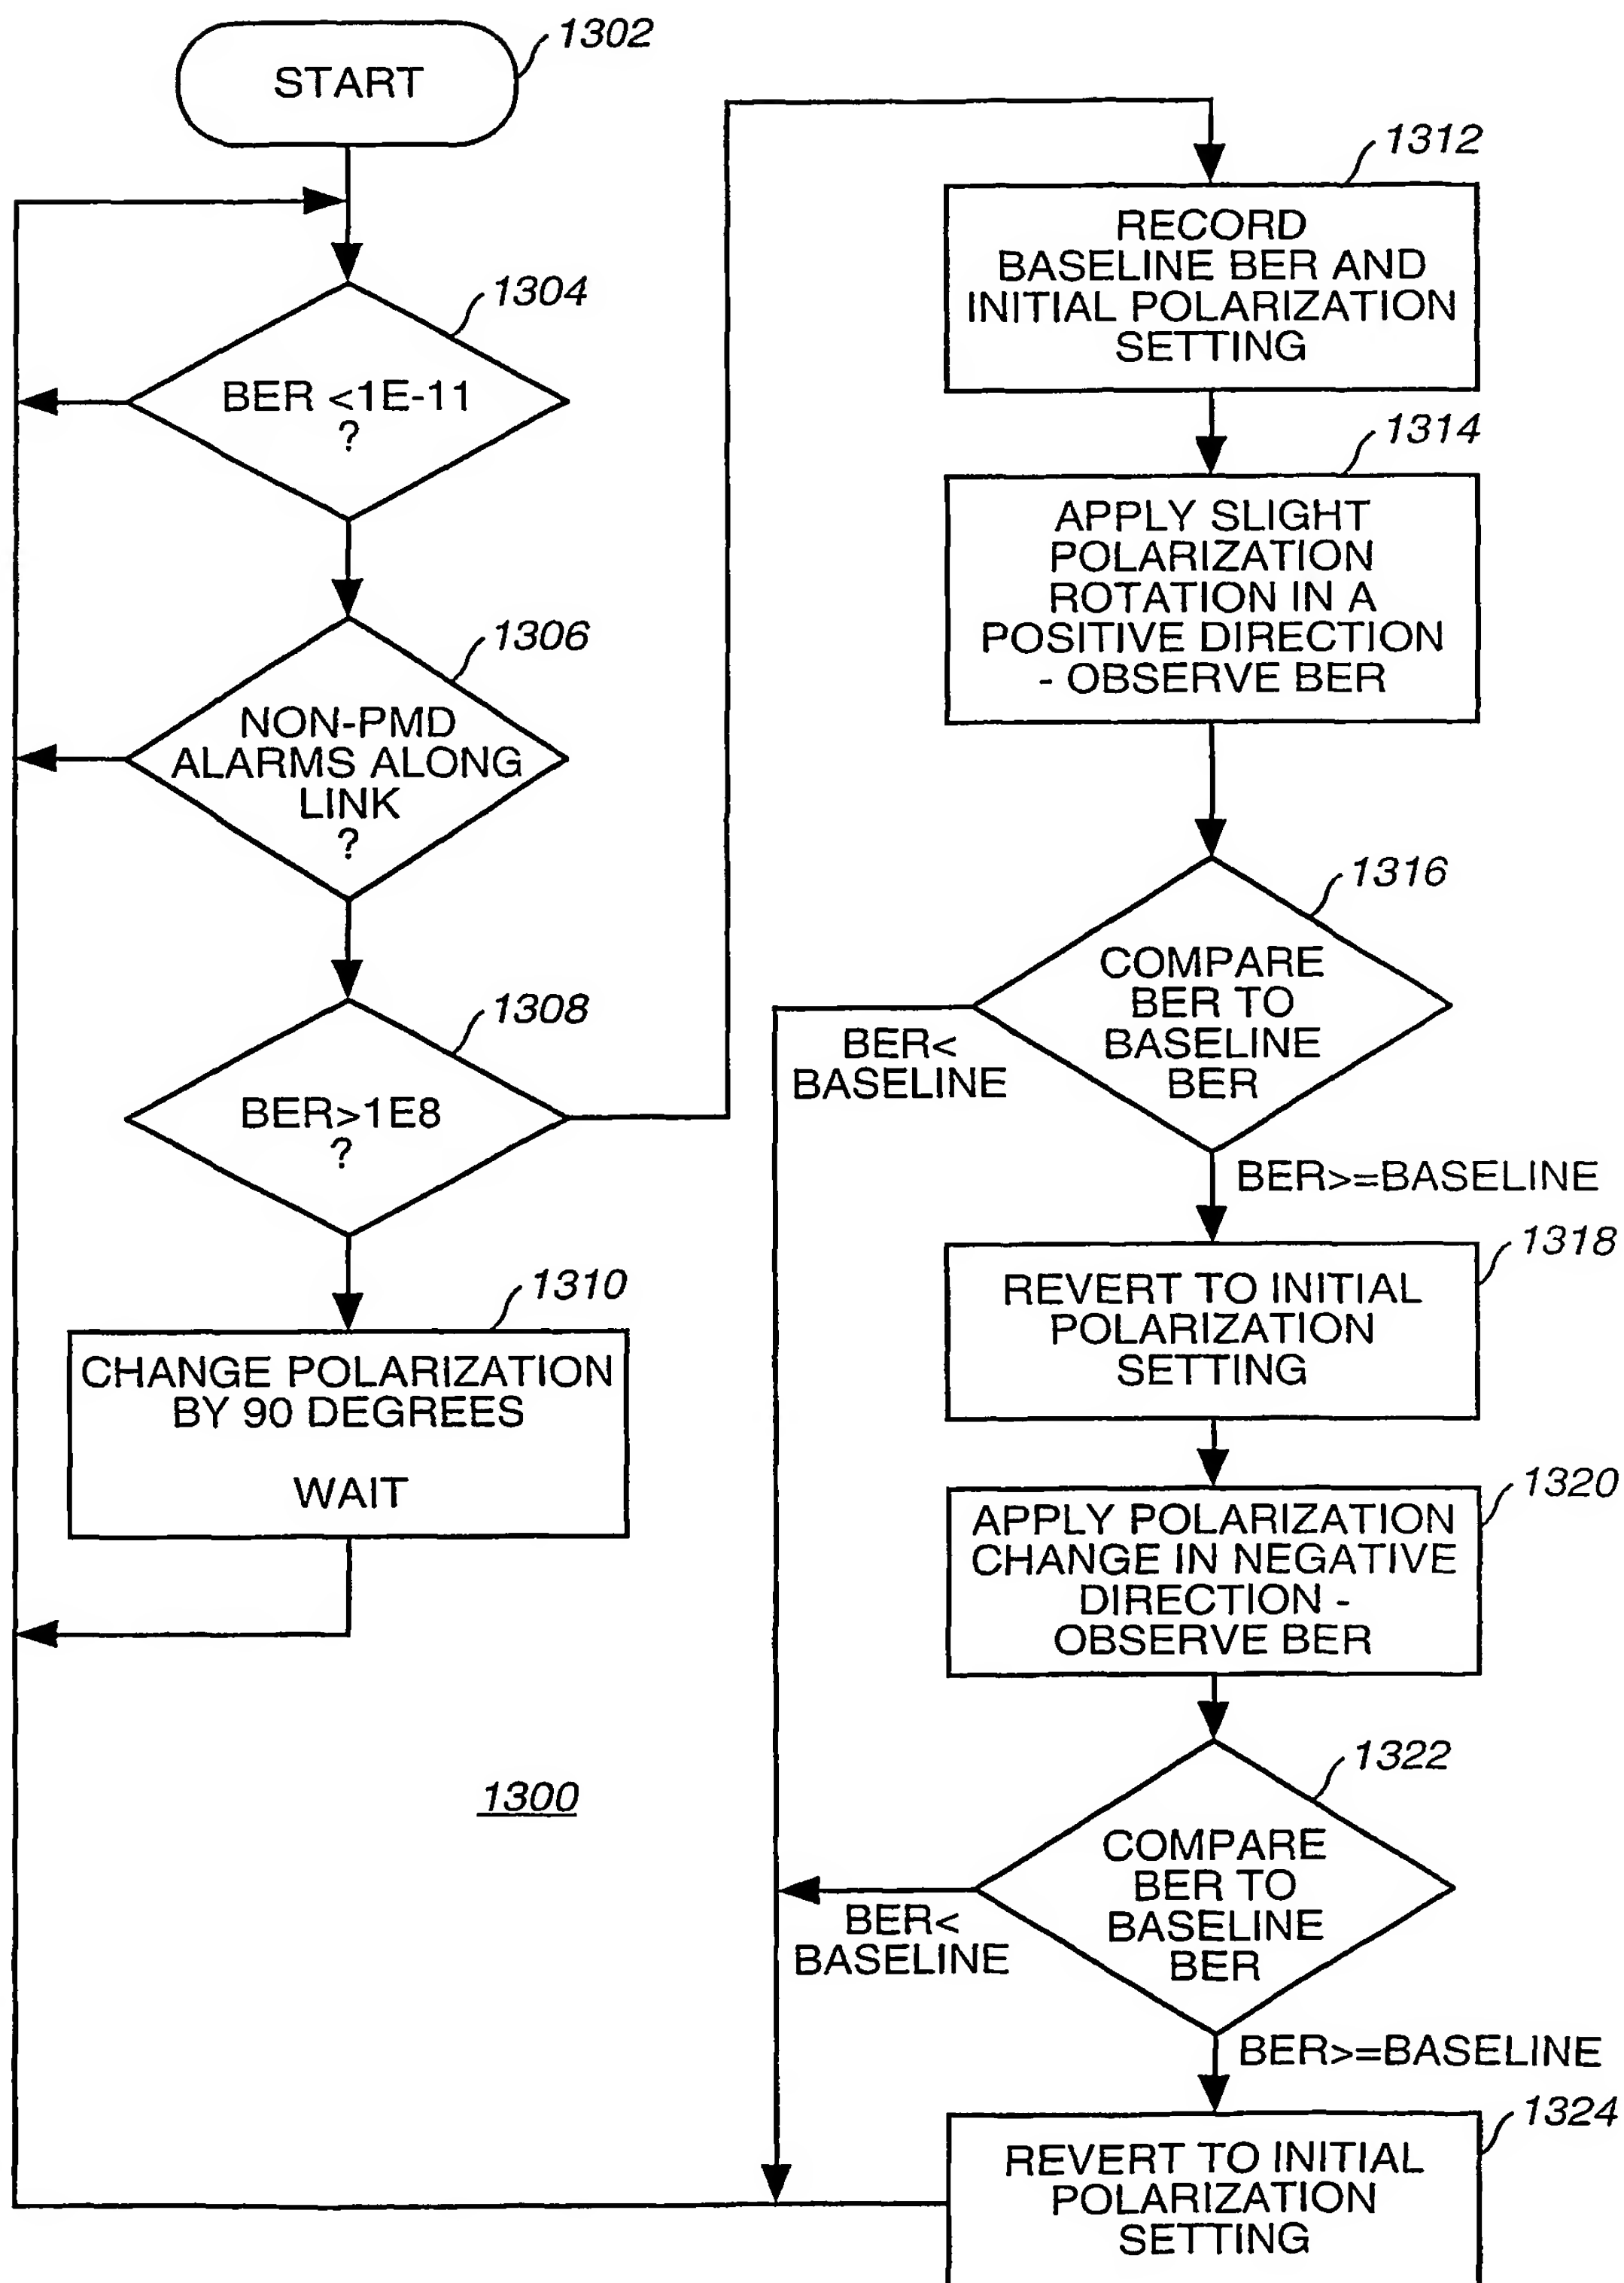 1302
START
1304
BER <1E-11
?
1306
NON-PMD
ALARMS ALONG
LINK
?
1308
BER>1E8
?
1310
CHANGE POLARIZATION
BY 90 DEGREES
WAIT
1300
1312
RECORD
BASELINE BER AND
INITIAL POLARIZATION
SETTING
1314
APPLY SLIGHT
POLARIZATION
ROTATION IN A
POSITIVE DIRECTION
- OBSERVE BER
1316
COMPARE
BER TO
BASELINE
BER
BER<
BASELINE
BER>=BASELINE
1318
REVERT TO INITIAL
POLARIZATION
SETTING
1320
APPLY POLARIZATION
CHANGE IN NEGATIVE
DIRECTION -
OBSERVE BER
1322
COMPARE
BER TO
BASELINE
BER
BER<
BASELINE
BER>=BASELINE
1324
REVERT TO INITIAL
POLARIZATION
SETTING